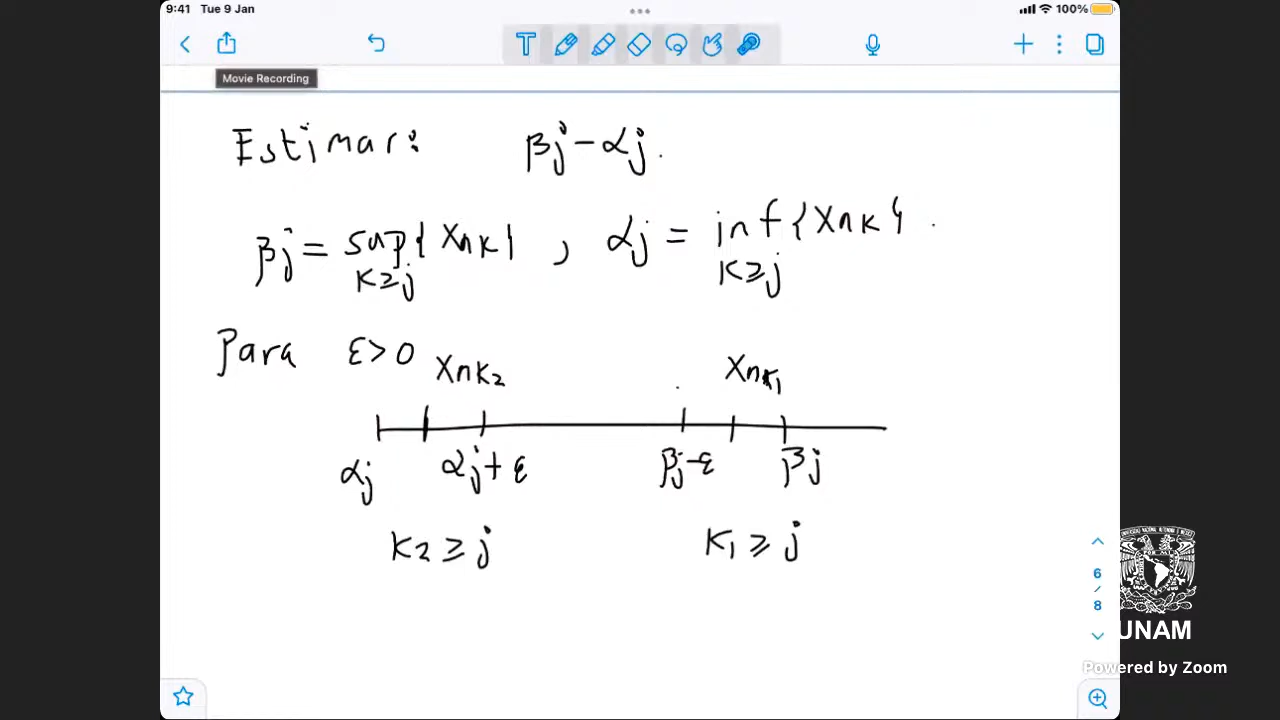 9:41 Tue 9 Jan 100%
Movie Recording
Estimar: βj - αj.
βj = sup{Xnk} , αj = inf{Xnk} .
k≥j k≥j
Para ε>0
Xnk₂ Xnk₁
αj αj+ε βj-ε βj
k₂ ≥ j k₁ ≥ j
6
8
UNAM
Powered by Zoom